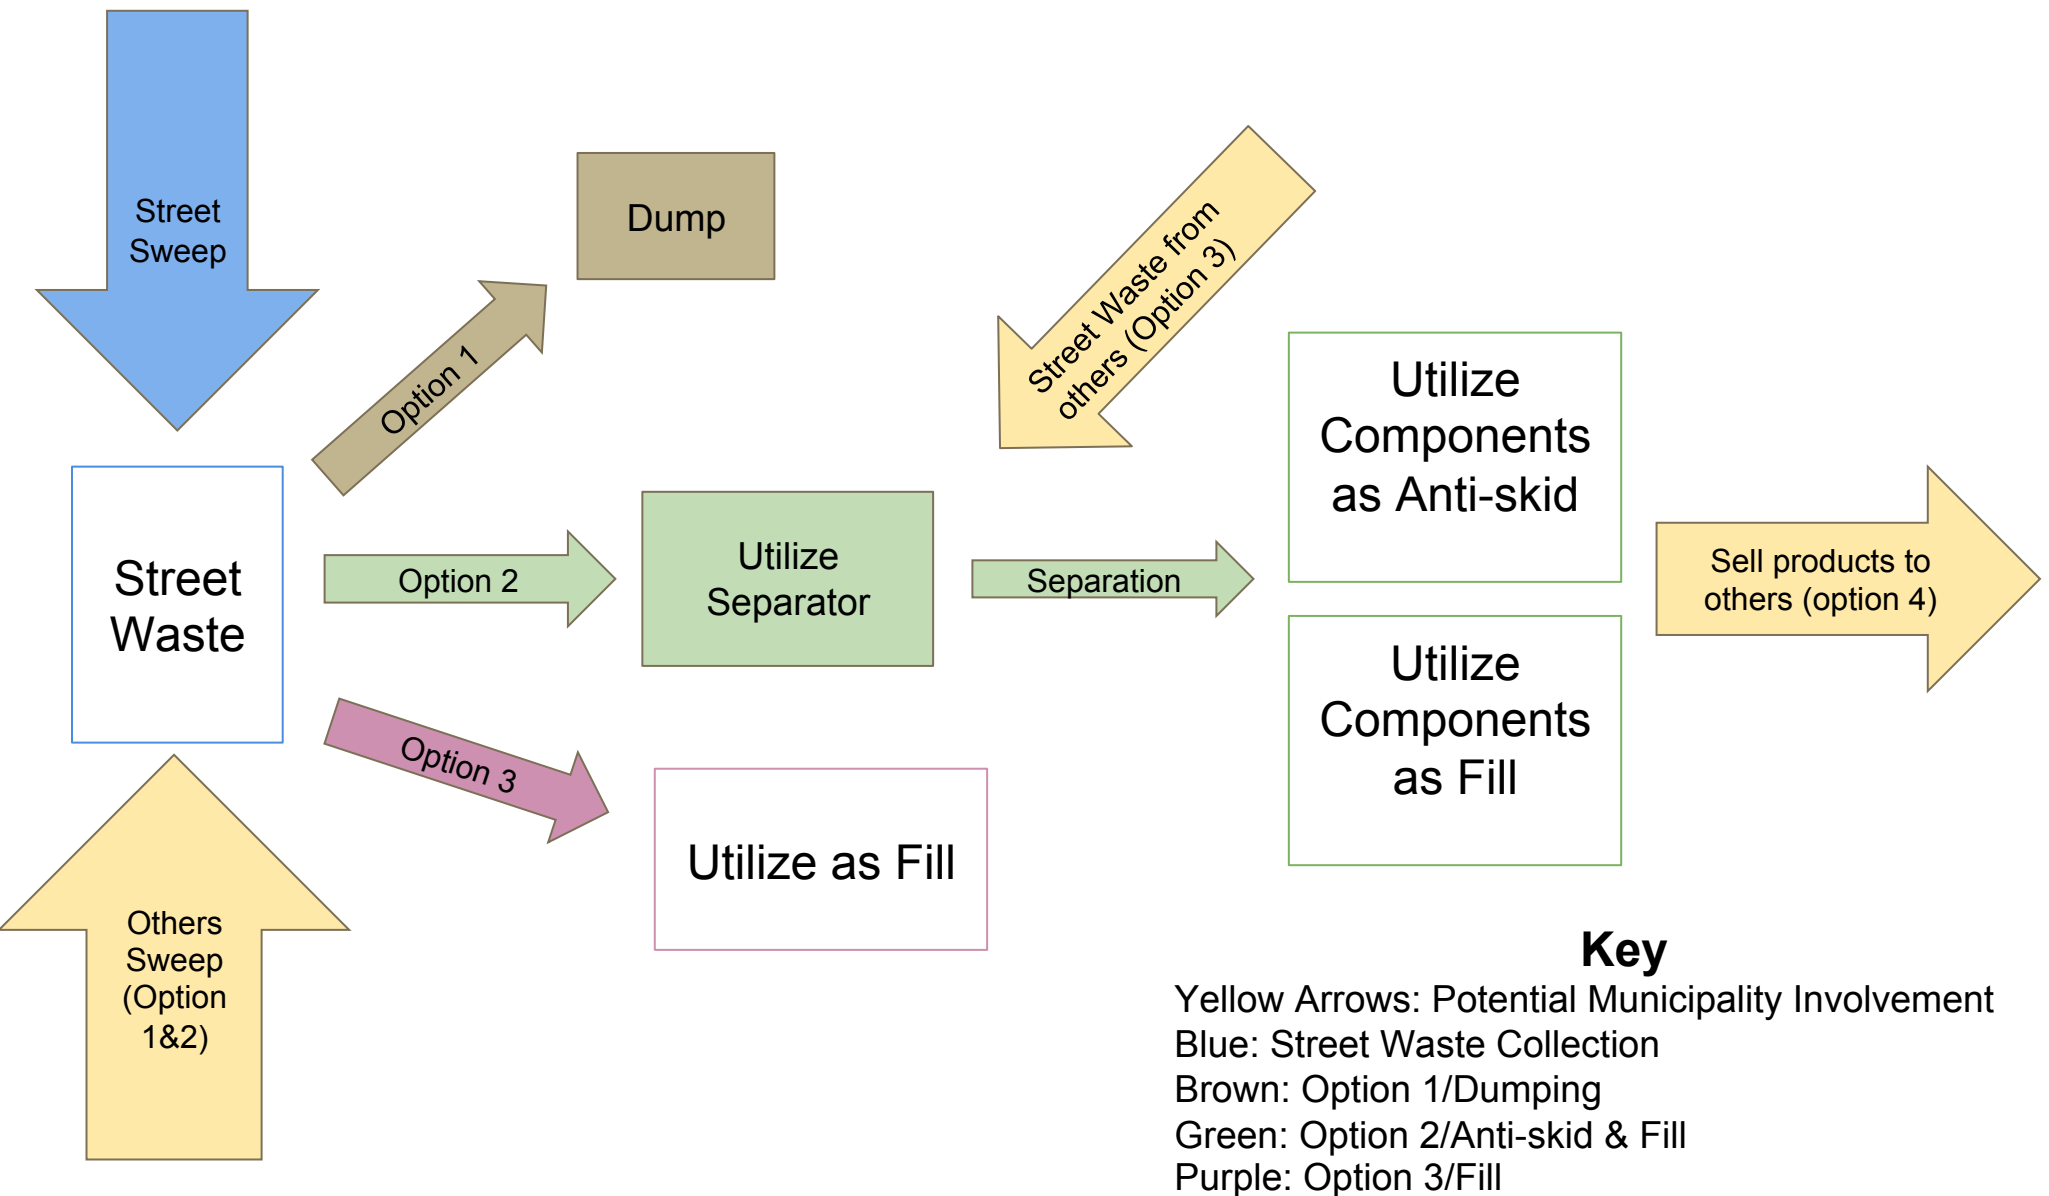 Street
Sweep
Dump
Option 1
Street Waste from
others (Option 3)
Street
Waste
Option 2
Utilize
Separator
Separation
Utilize
Components
as Anti-skid
Utilize
Components
as Fill
Sell products to
others (option 4)
Option 3
Utilize as Fill
Others
Sweep
(Option
1&2)
Key
Yellow Arrows: Potential Municipality Involvement
Blue: Street Waste Collection
Brown: Option 1/Dumping
Green: Option 2/Anti-skid & Fill
Purple: Option 3/Fill